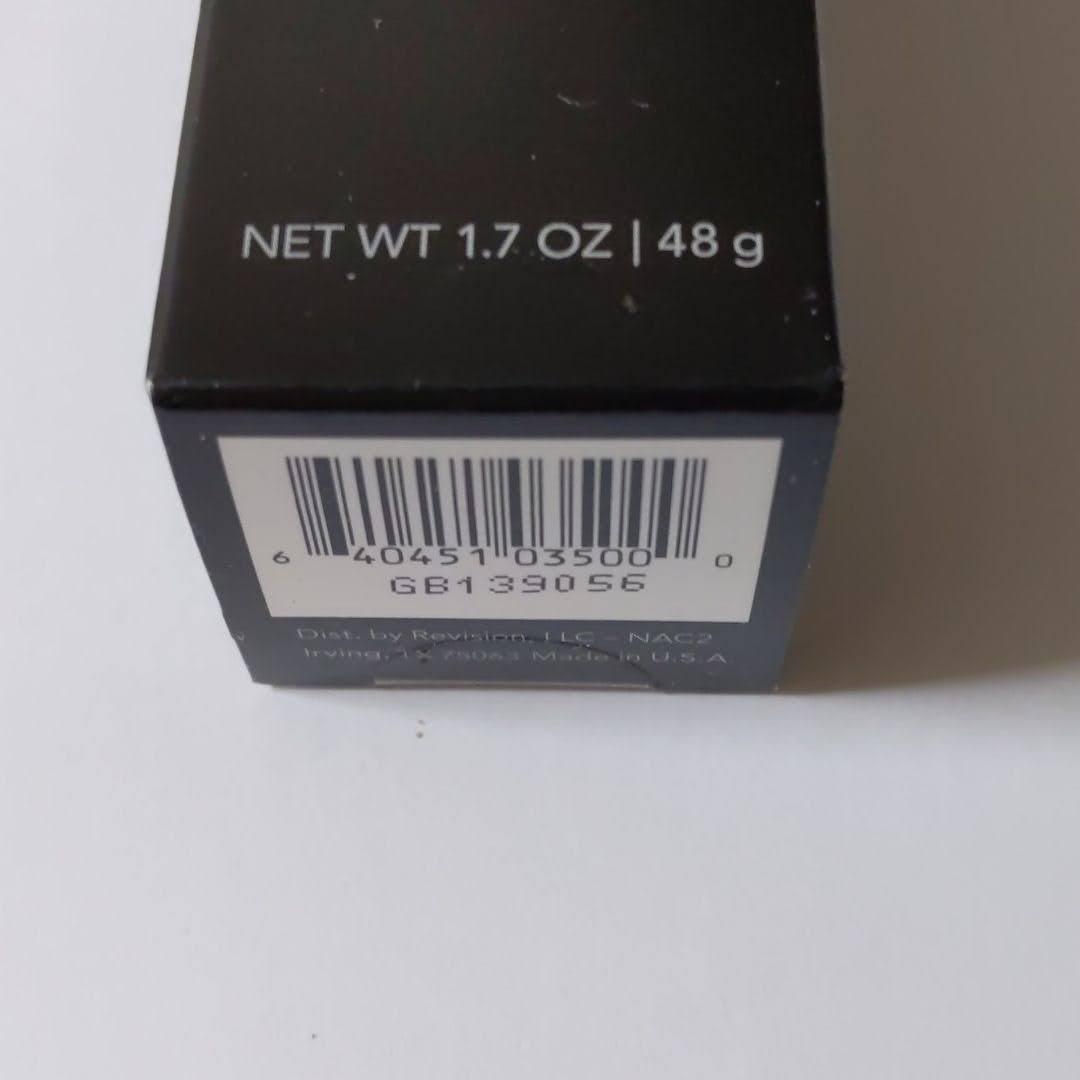 NET WT 1.7 OZ | 48 g
6 40451 03500 0
GB139056
Dist. by Revision, LLC – NAC2
Irving, TX 75063 Made in U.S.A